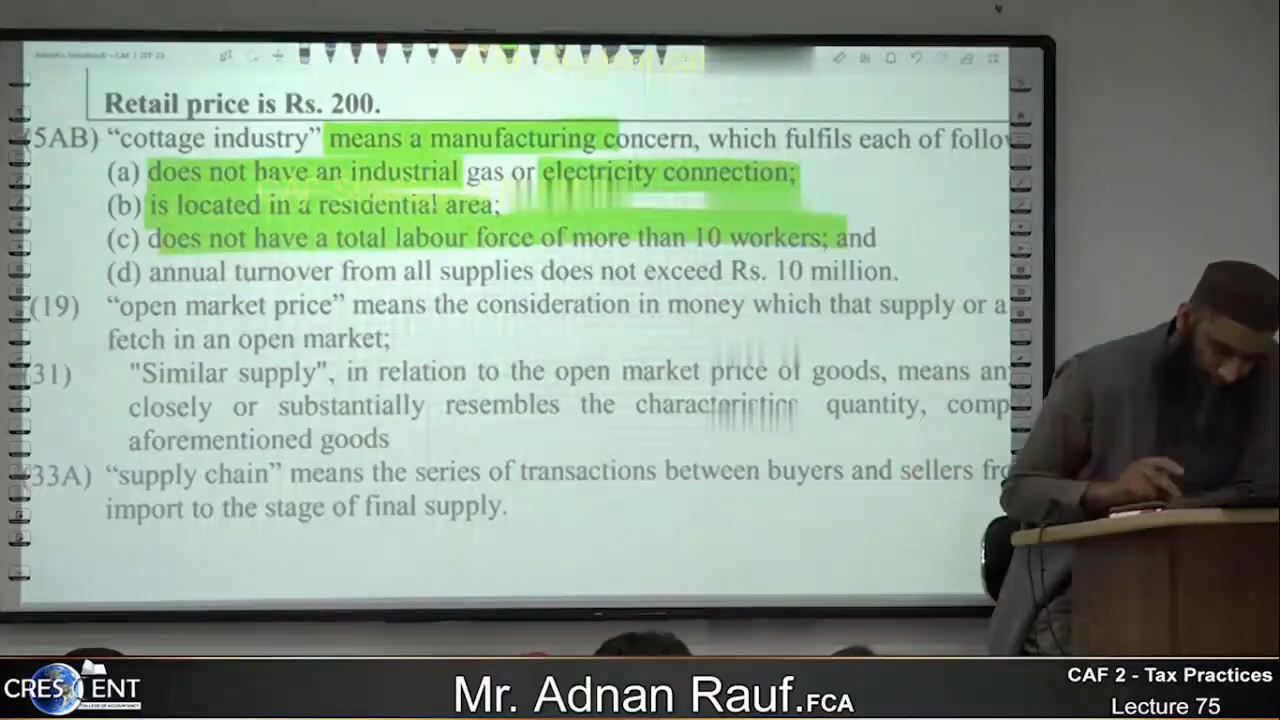 Retail price is Rs. 200.
(5AB) “cottage industry” means a manufacturing concern, which fulfils each of follo
(a) does not have an industrial gas or electricity connection;
(b) is located in a residential area;
(c) does not have a total labour force of more than 10 workers; and
(d) annual turnover from all supplies does not exceed Rs. 10 million.
(19) “open market price” means the consideration in money which that supply or a
fetch in an open market;
(31) "Similar supply", in relation to the open market price of goods, means an
closely or substantially resembles the characteristics quantity, comp
aforementioned goods
(33A) “supply chain” means the series of transactions between buyers and sellers fro
import to the stage of final supply.
CRESCENT
COLLEGE OF ACCOUNTANCY
Mr. Adnan Rauf.FCA
CAF 2 - Tax Practices
Lecture 75